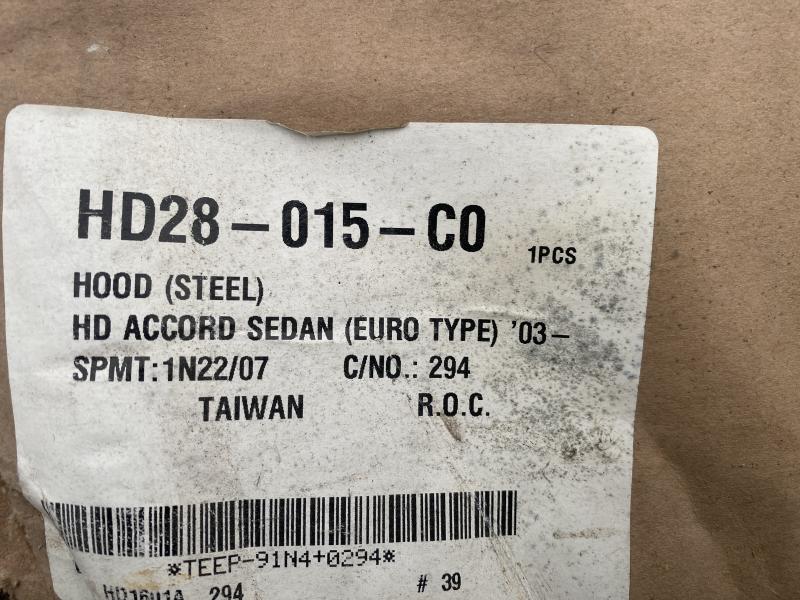 HD28-015-C0 1PCS
HOOD (STEEL)
HD ACCORD SEDAN (EURO TYPE) '03-
SPMT:1N22/07 C/NO.: 294
TAIWAN R.O.C.
*TEEP-91N4+0294*
294 # 39